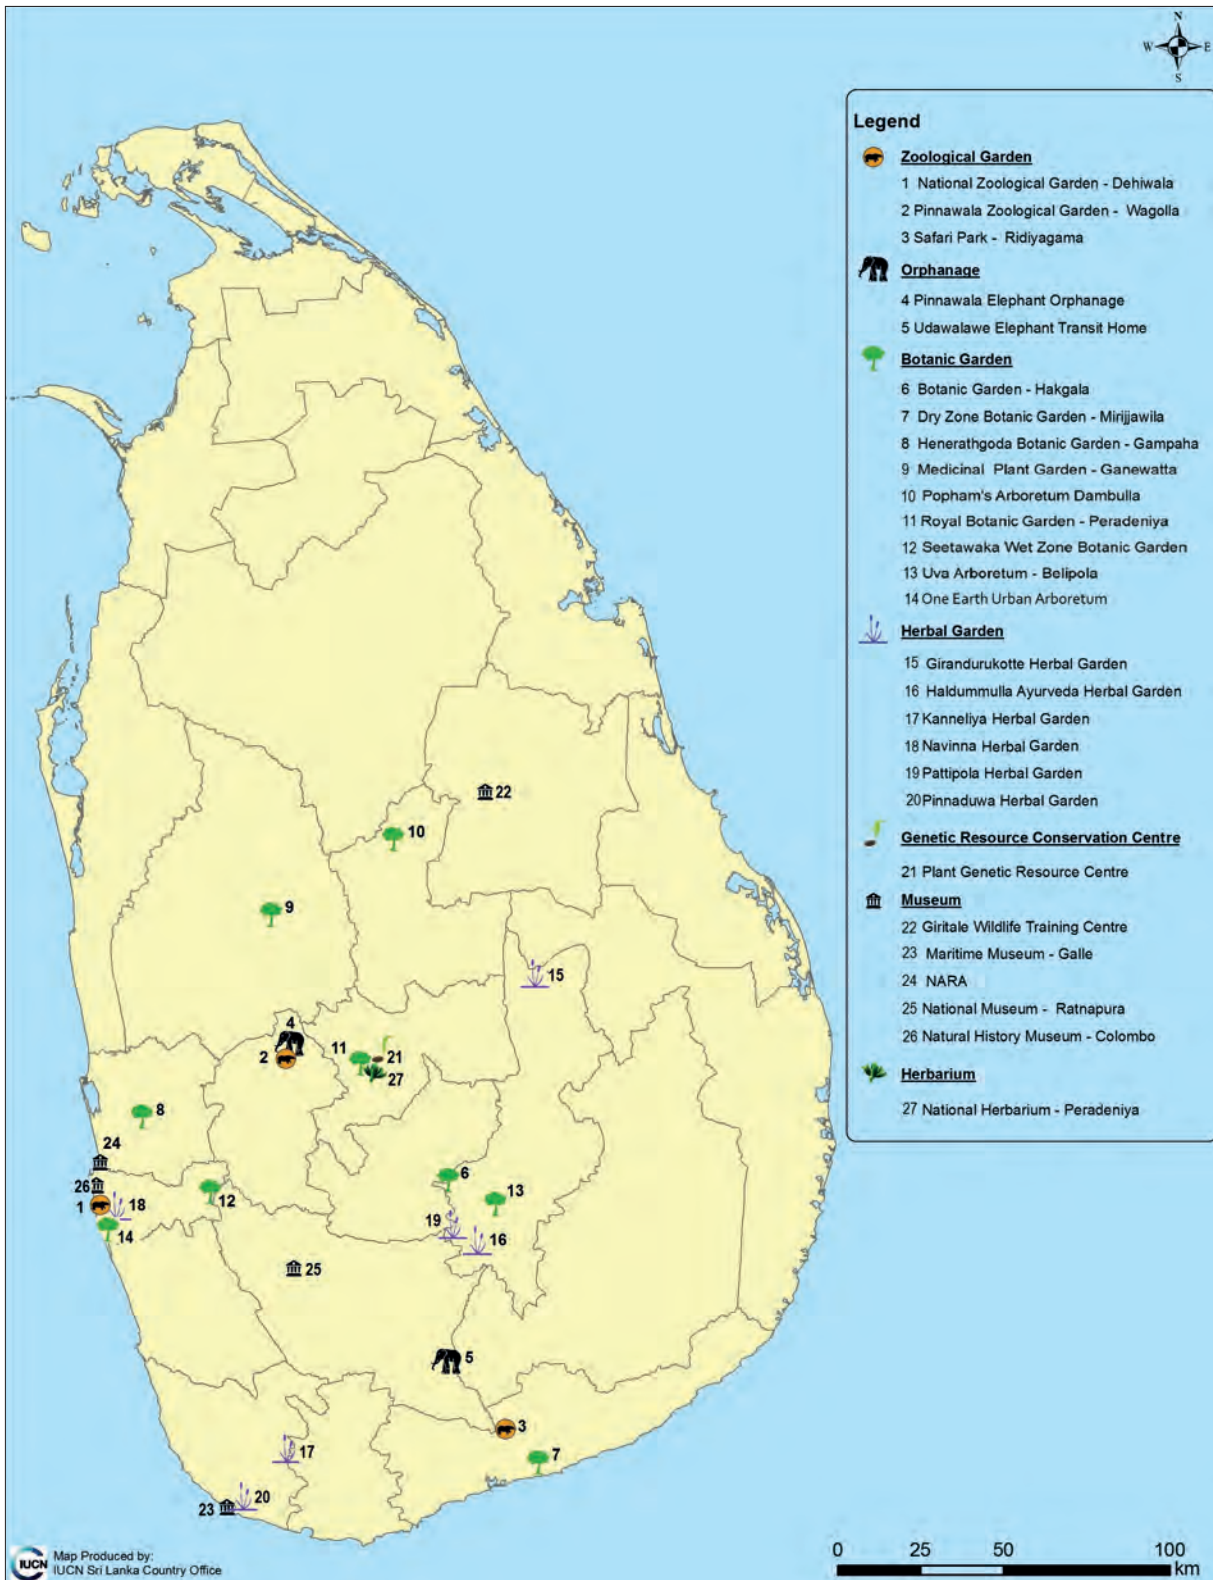 N
W E
S
Legend
Zoological Garden
1 National Zoological Garden - Dehiwala
2 Pinnawala Zoological Garden - Wagolla
3 Safari Park - Ridiyagama
Orphanage
4 Pinnawala Elephant Orphanage
5 Udawalawe Elephant Transit Home
Botanic Garden
6 Botanic Garden - Hakgala
7 Dry Zone Botanic Garden - Mirijjawila
8 Henerathgoda Botanic Garden - Gampaha
9 Medicinal Plant Garden - Ganewatta
10 Popham's Arboretum Dambulla
11 Royal Botanic Garden - Peradeniya
12 Seetawaka Wet Zone Botanic Garden
13 Uva Arboretum - Belipola
14 One Earth Urban Arboretum
Herbal Garden
15 Girandurukotte Herbal Garden
16 Haldummulla Ayurveda Herbal Garden
17 Kanneliya Herbal Garden
18 Navinna Herbal Garden
19 Pattipola Herbal Garden
20 Pinnaduwa Herbal Garden
Genetic Resource Conservation Centre
21 Plant Genetic Resource Centre
Museum
22 Giritale Wildlife Training Centre
23 Maritime Museum - Galle
24 NARA
25 National Museum - Ratnapura
26 Natural History Museum - Colombo
Herbarium
27 National Herbarium - Peradeniya
22
10
9
15
4
2
11
21
27
8
24
26
1
18
14
12
6
13
19
16
25
5
3
7
17
20
23
IUCN
Map Produced by:
IUCN Sri Lanka Country Office
0 25 50 100
km